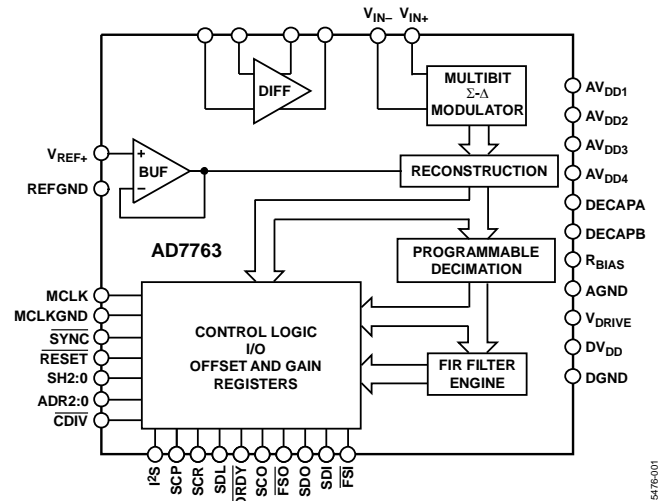 VIN– VIN+
DIFF
MULTIBIT
Σ-Δ
MODULATOR
AVDD1
AVDD2
AVDD3
AVDD4
DECAPA
DECAPB
RBIAS
AGND
VDRIVE
DVDD
DGND
VREF+
REFGND
+
–
BUF
RECONSTRUCTION
AD7763
PROGRAMMABLE
DECIMATION
MCLK
MCLKGND
SYNC
RESET
SH2:0
ADR2:0
CDIV
CONTROL LOGIC
I/O
OFFSET AND GAIN
REGISTERS
FIR FILTER
ENGINE
I2S
SCP
SCR
SDL
DRDY
SCO
FSO
SDO
SDI
FSI
5476-001